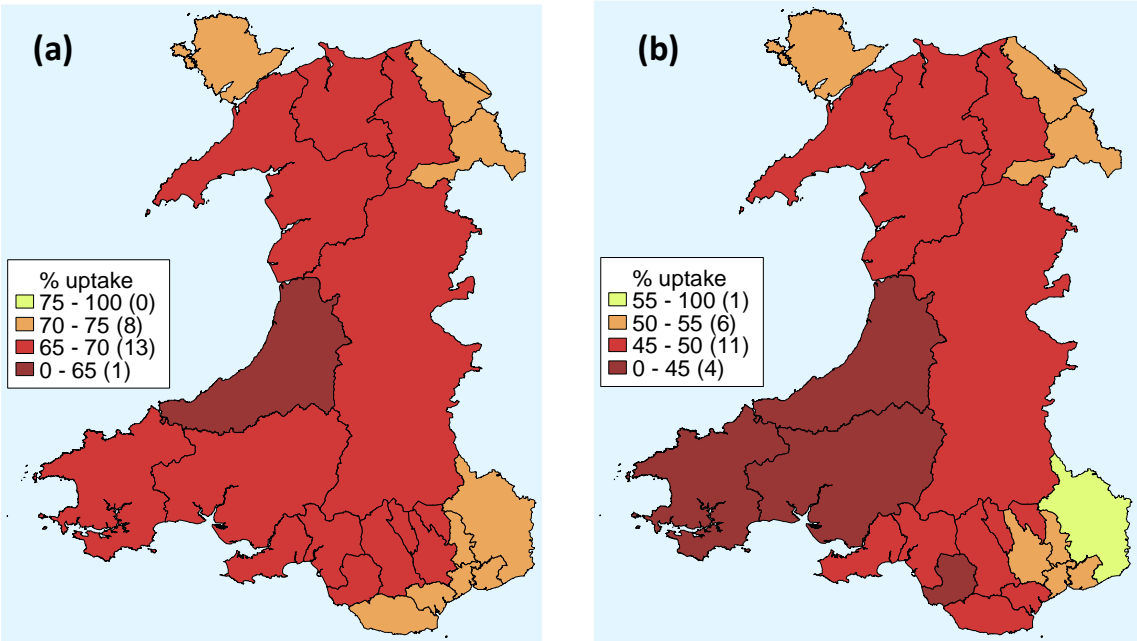 (a)
% uptake
75 - 100 (0)
70 - 75 (8)
65 - 70 (13)
0 - 65 (1)
(b)
% uptake
55 - 100 (1)
50 - 55 (6)
45 - 50 (11)
0 - 45 (4)